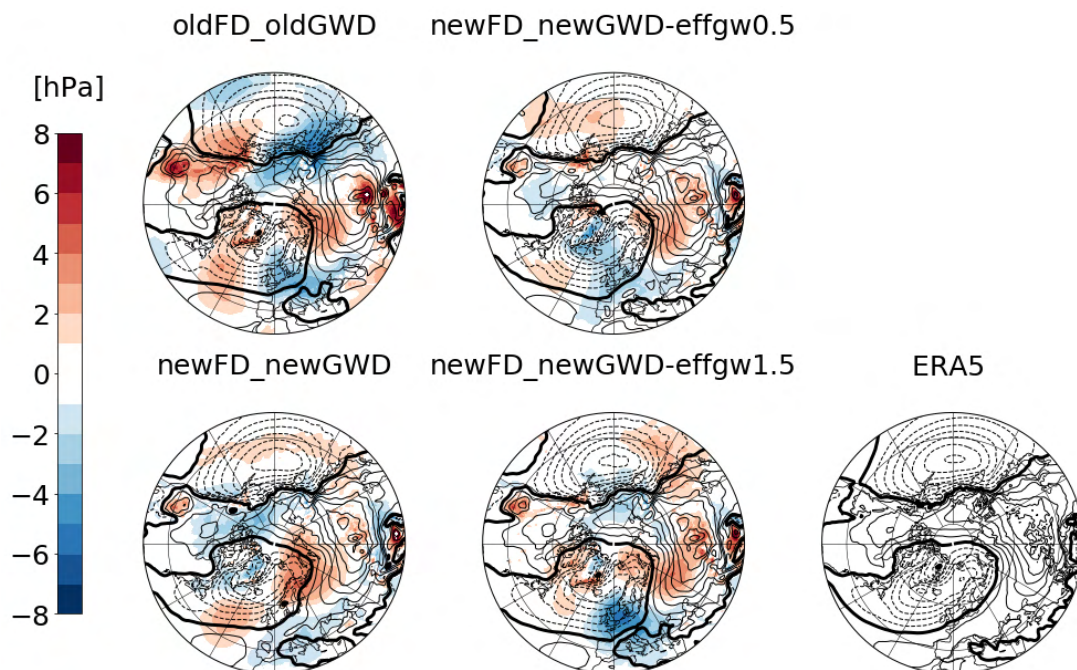 oldFD_oldGWD
newFD_newGWD-effgw0.5
[hPa]
8
6
4
2
0
−2
−4
−6
−8
newFD_newGWD
newFD_newGWD-effgw1.5
ERA5